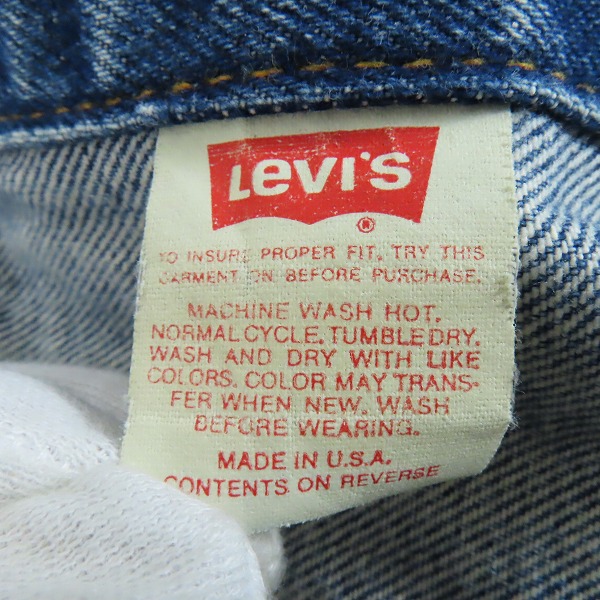 Levi's
®
TO INSURE PROPER FIT, TRY THIS
GARMENT ON BEFORE PURCHASE.
MACHINE WASH HOT.
NORMAL CYCLE. TUMBLE DRY.
WASH AND DRY WITH LIKE
COLORS. COLOR MAY TRANS-
FER WHEN NEW. WASH
BEFORE WEARING.
MADE IN U.S.A.
CONTENTS ON REVERSE